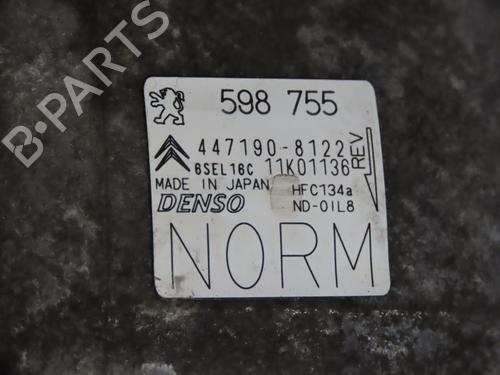 598 755
447190-8122
6SEL16C 11K01136
REV
MADE IN JAPAN HFC134a
DENSO ND-OIL8
NORM
B-PARTS